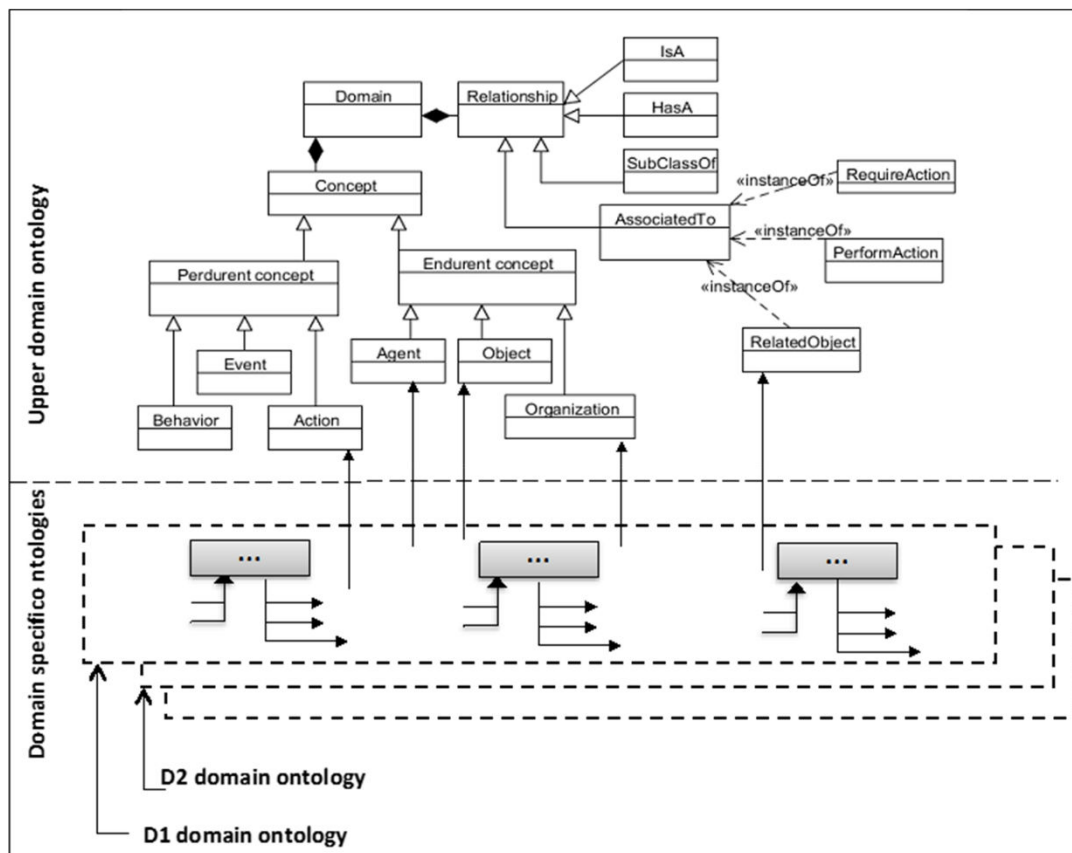 Upper domain ontology
IsA
Domain
Relationship
HasA
SubClassOf
Concept
«instanceOf»
RequireAction
AssociatedTo
«instanceOf»
PerformAction
Perdurent concept
Endurent concept
«instanceOf»
Event
Agent
Object
RelatedObject
Behavior
Action
Organization
Domain specifico ntologies
...
...
...
D2 domain ontology
D1 domain ontology